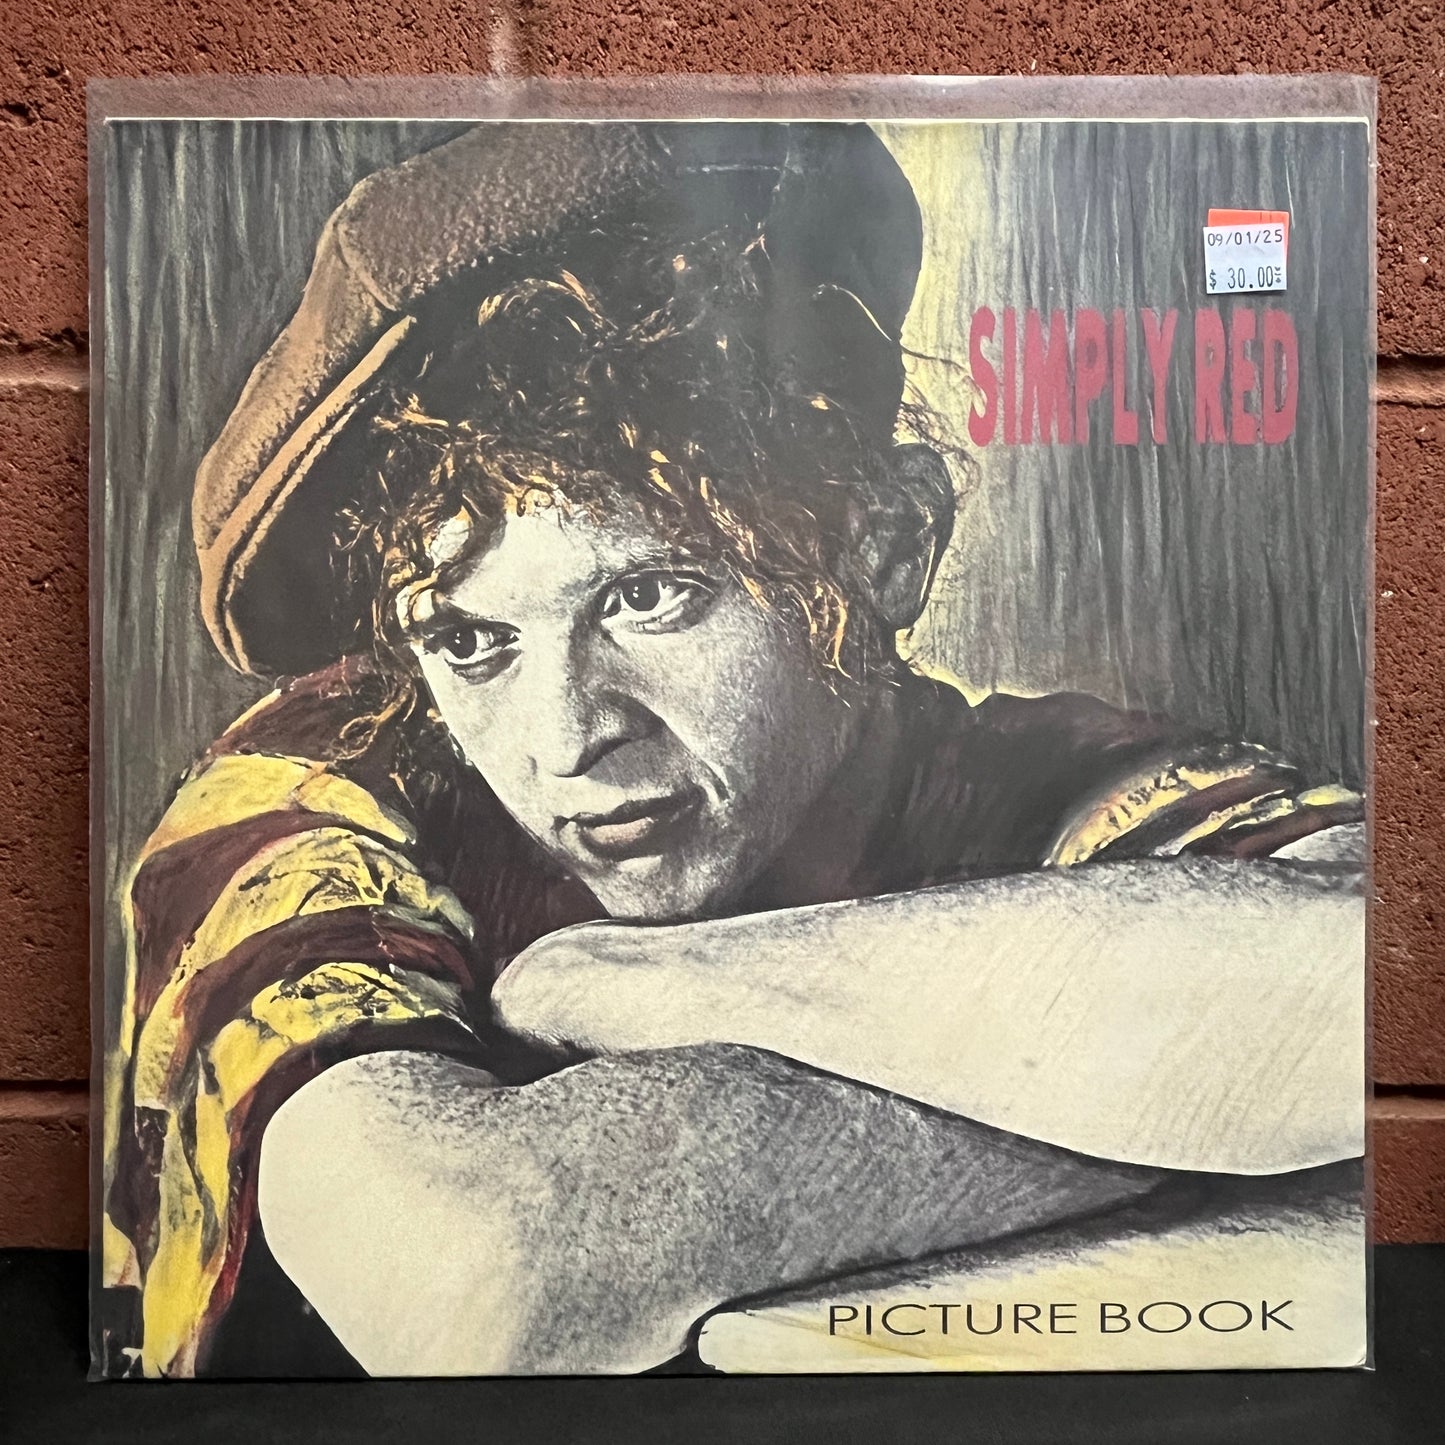 09/01/25
$ 30.00
SIMPLY RED
PICTURE BOOK